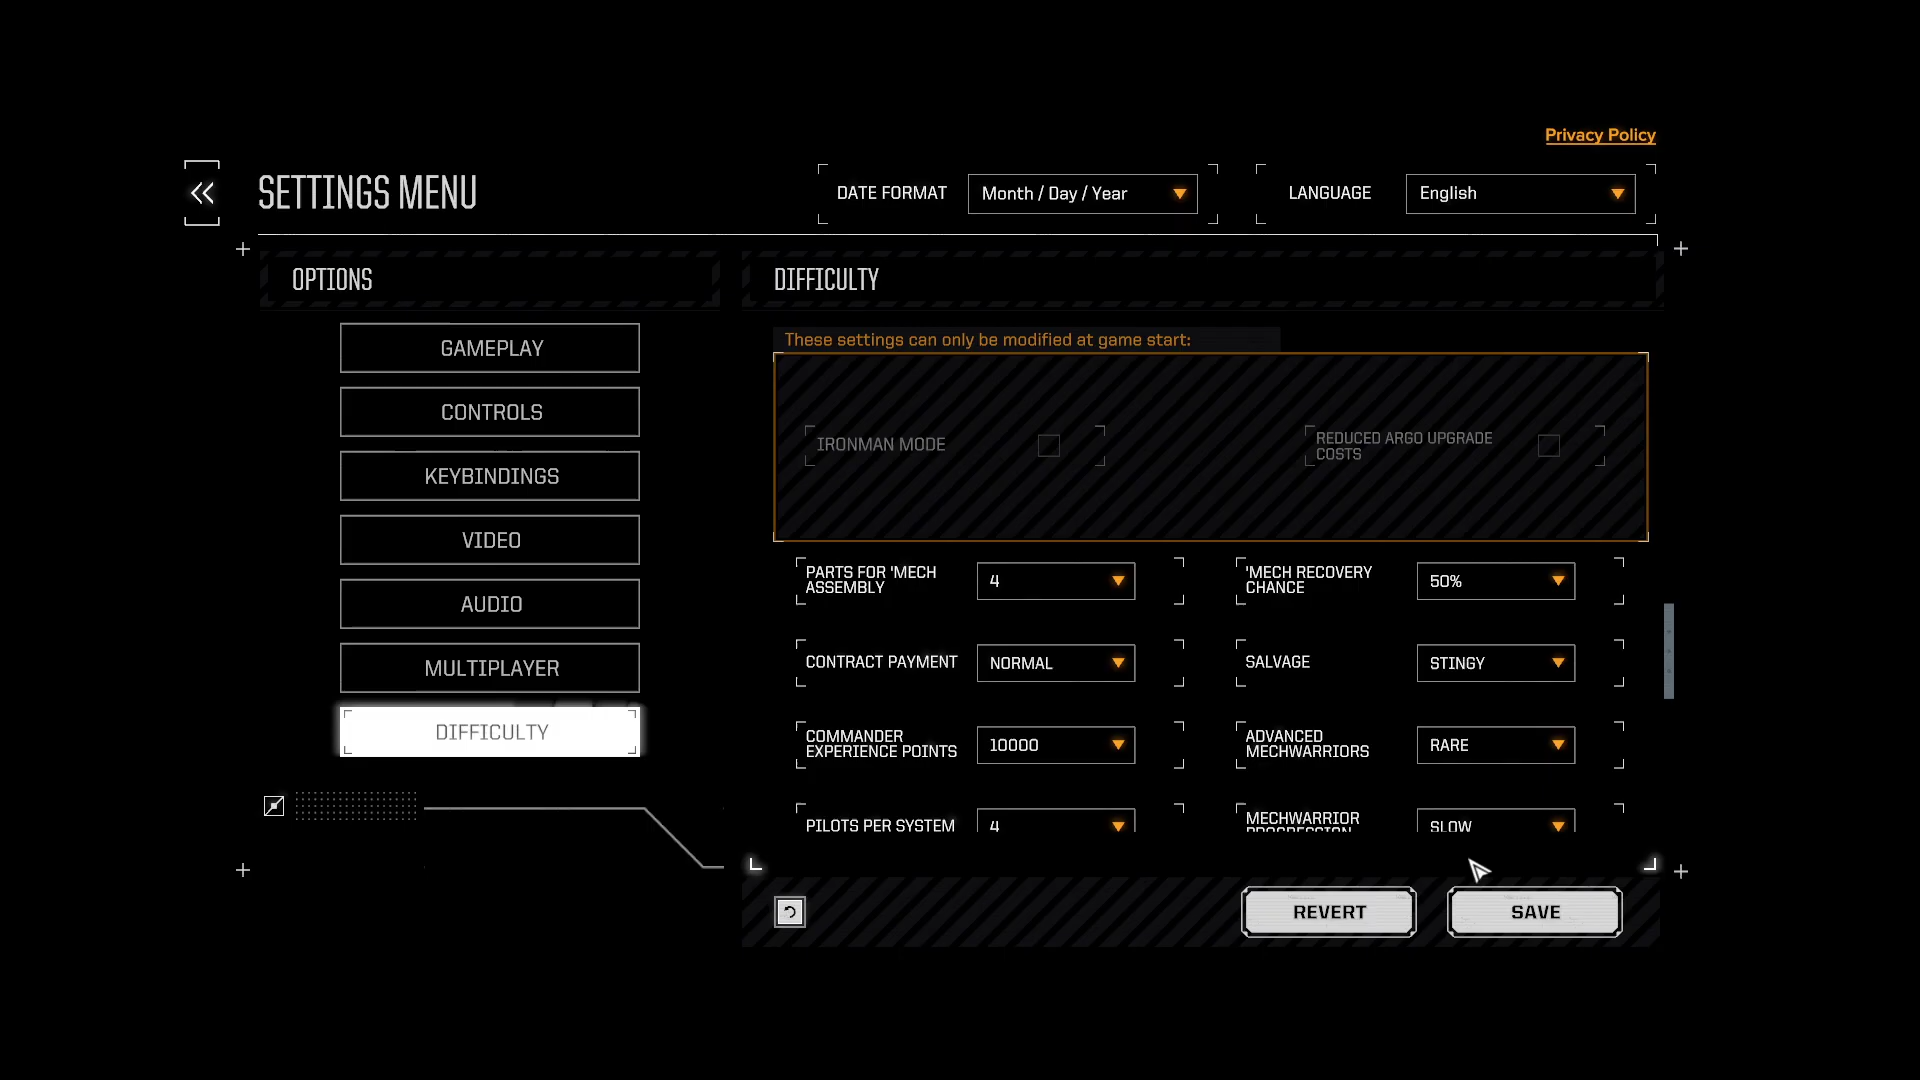 Privacy Policy
SETTINGS MENU
DATE FORMAT
Month / Day / Year
LANGUAGE
English
OPTIONS
GAMEPLAY
CONTROLS
KEYBINDINGS
VIDEO
AUDIO
MULTIPLAYER
DIFFICULTY
DIFFICULTY
These settings can only be modified at game start:
IRONMAN MODE
REDUCED ARGO UPGRADE
COSTS
PARTS FOR 'MECH
ASSEMBLY
4
'MECH RECOVERY
CHANCE
50%
CONTRACT PAYMENT
NORMAL
SALVAGE
STINGY
COMMANDER
EXPERIENCE POINTS
10000
ADVANCED
MECHWARRIORS
RARE
PILOTS PER SYSTEM
4
MECHWARRIOR
PROGRESSION
SLOW
REVERT
SAVE